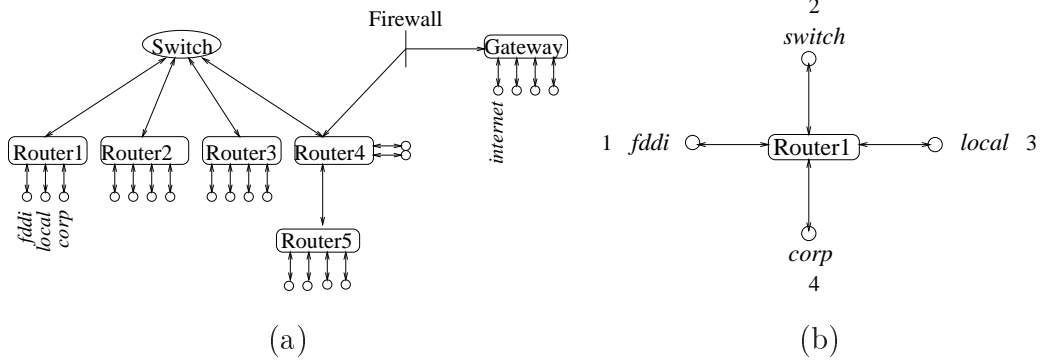 Firewall
Switch
Gateway
internet
Router1
Router2
Router3
Router4
fddi
local
corp
Router5
(a)
2
switch
1 fddi
Router1
local 3
corp
4
(b)